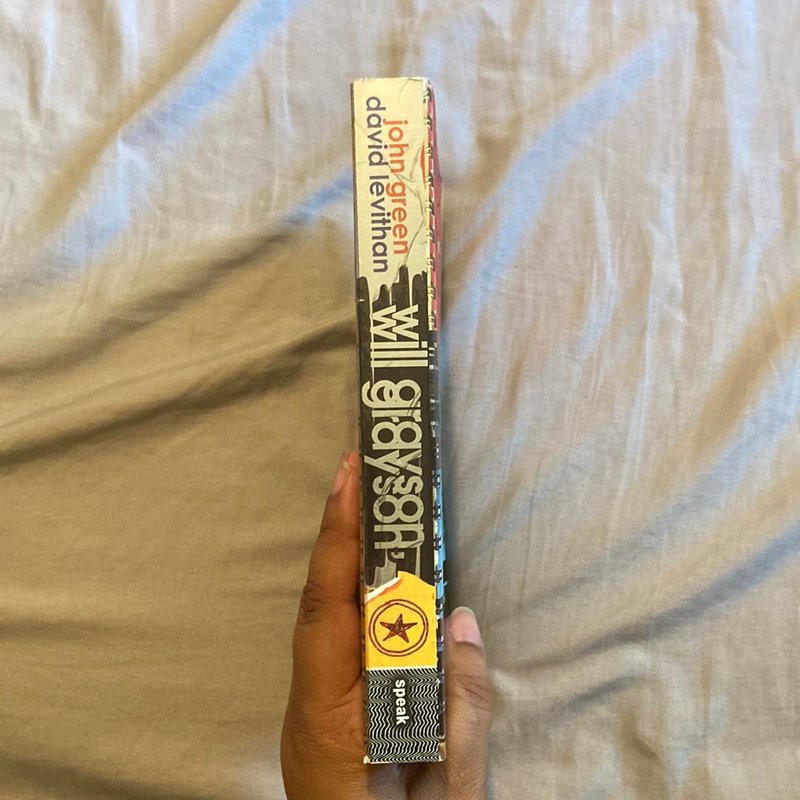 john green
david levithan
will grayson,
will grayson
speak